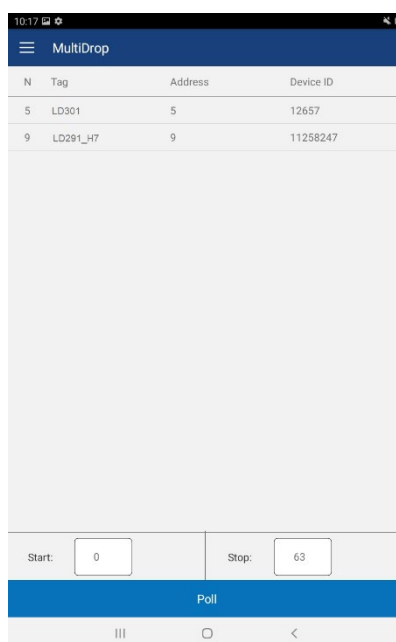 10:17
MultiDrop
N Tag Address Device ID
5 LD301 5 12657
9 LD291_H7 9 11258247
Start: 0 Stop: 63
Poll